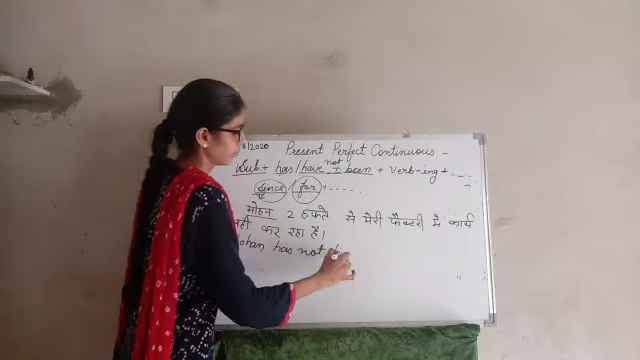 8/2020 Present Perfect Continuous -
Sub + has/have + not been + Verb-ing + ....
since / for .....
मोहन 2 हफ्ते से मेरी फैक्टरी में कार्य
नहीं कर रहा है।
Mohan has not